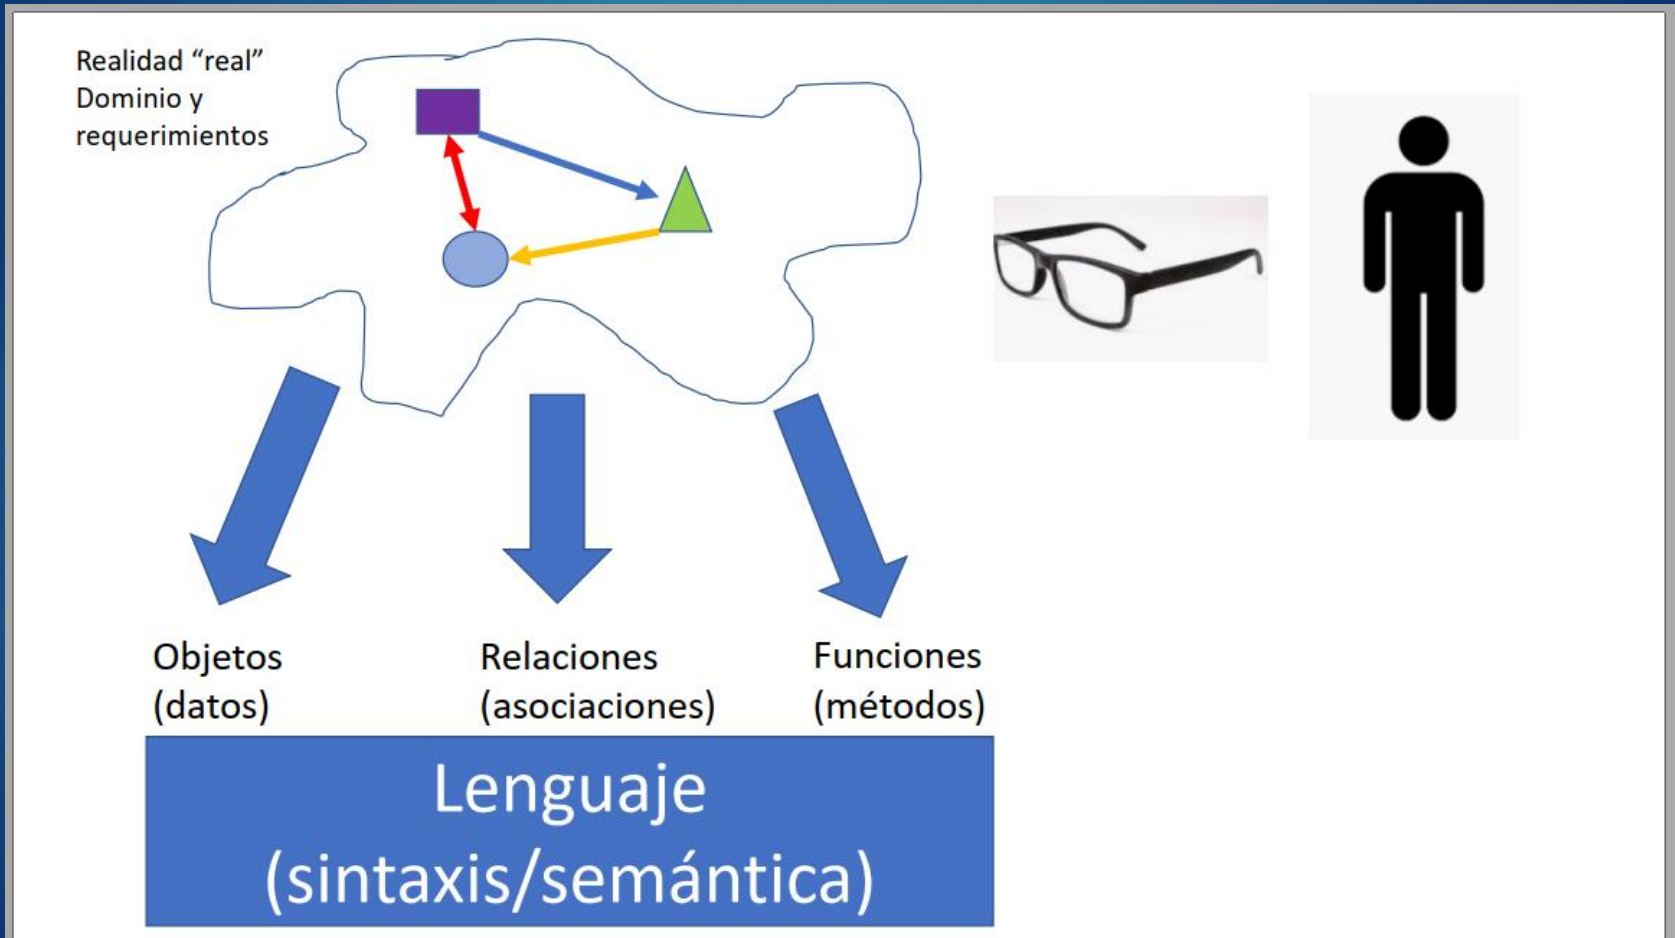 Realidad “real”
Dominio y
requerimientos
Objetos
(datos)
Relaciones
(asociaciones)
Funciones
(métodos)
Lenguaje
(sintaxis/semántica)